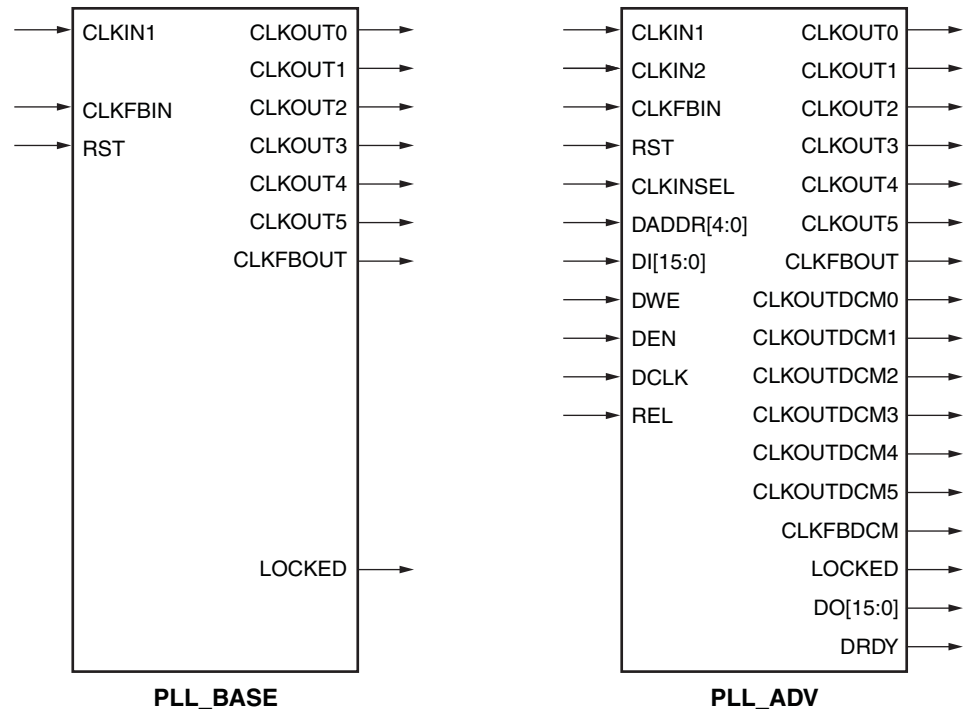 CLKIN1
CLKFBIN
RST
CLKOUT0
CLKOUT1
CLKOUT2
CLKOUT3
CLKOUT4
CLKOUT5
CLKFBOUT
LOCKED
PLL_BASE
CLKIN1
CLKIN2
CLKFBIN
RST
CLKINSEL
DADDR[4:0]
DI[15:0]
DWE
DEN
DCLK
REL
CLKOUT0
CLKOUT1
CLKOUT2
CLKOUT3
CLKOUT4
CLKOUT5
CLKFBOUT
CLKOUTDCM0
CLKOUTDCM1
CLKOUTDCM2
CLKOUTDCM3
CLKOUTDCM4
CLKOUTDCM5
CLKFBDCM
LOCKED
DO[15:0]
DRDY
PLL_ADV